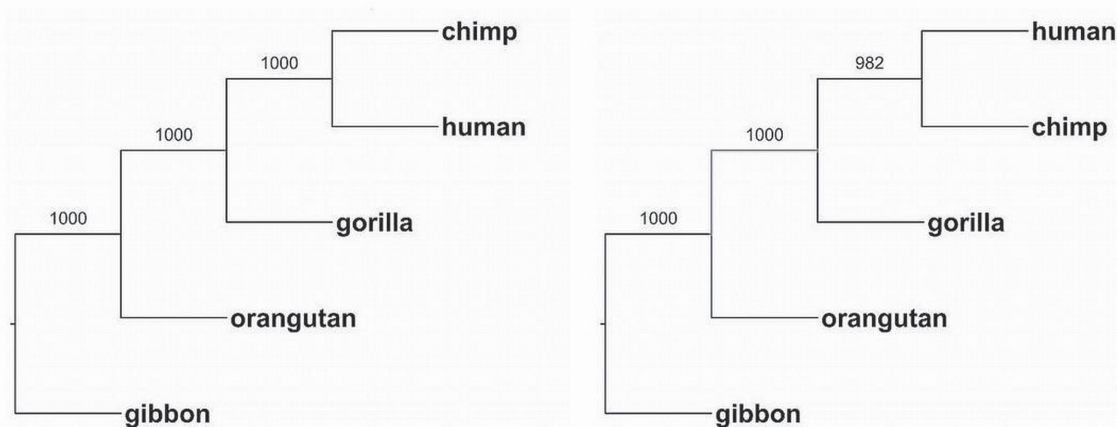 chimp
1000
human
1000
gorilla
1000
orangutan
gibbon
human
982
chimp
1000
gorilla
1000
orangutan
gibbon